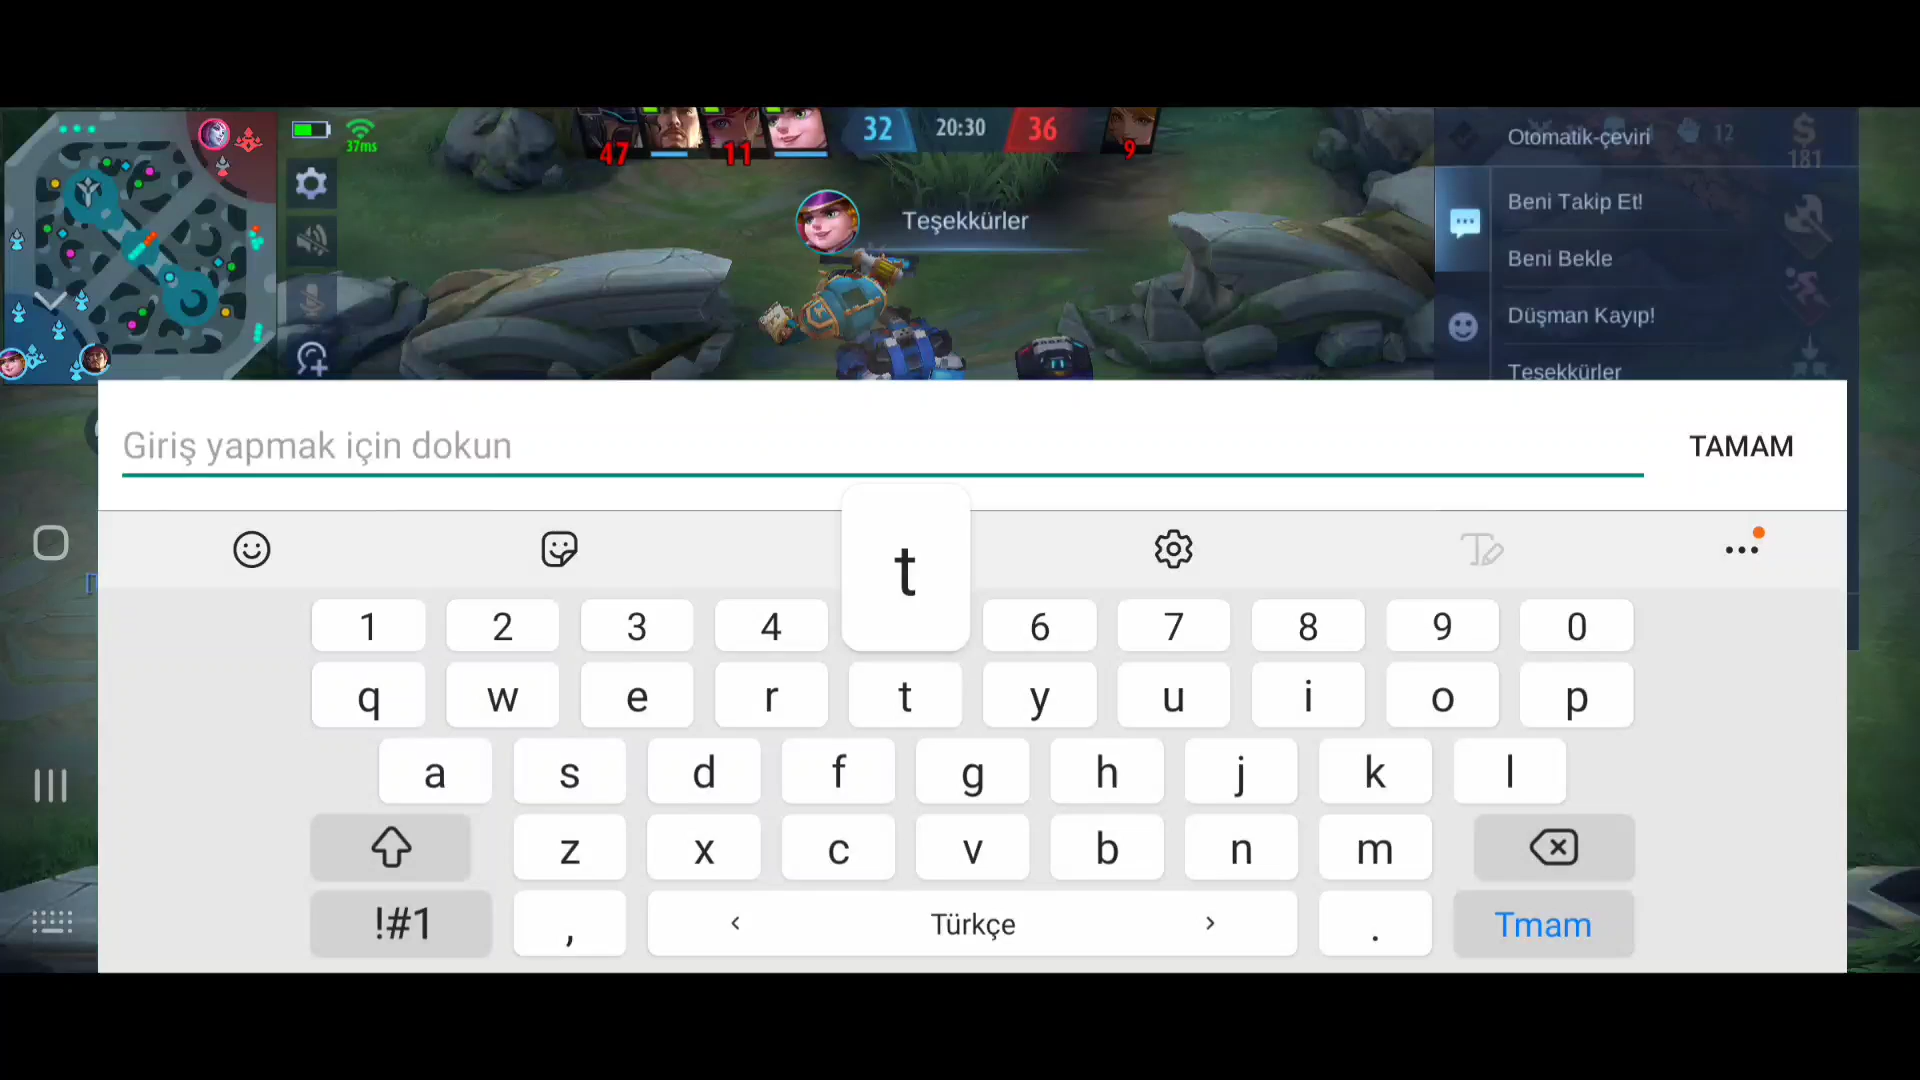 37ms
47
11
32
20:30
36
9
12
181
Otomatik-çeviri
Beni Takip Et!
Beni Bekle
Düşman Kayıp!
Teşekkürler
Teşekkürler
Giriş yapmak için dokun
TAMAM
t
1 2 3 4 6 7 8 9 0
q w e r t y u i o p
a s d f g h j k l
z x c v b n m
!#1 , < Türkçe > . Tmam